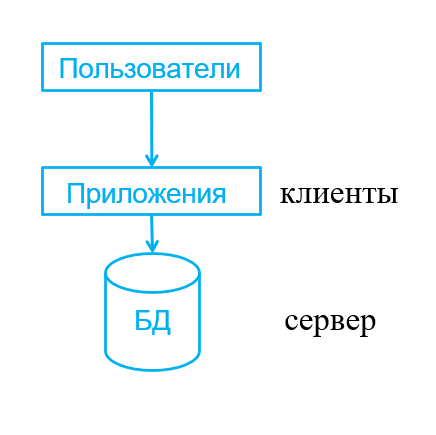 Пользователи
Приложения
клиенты
БД
сервер